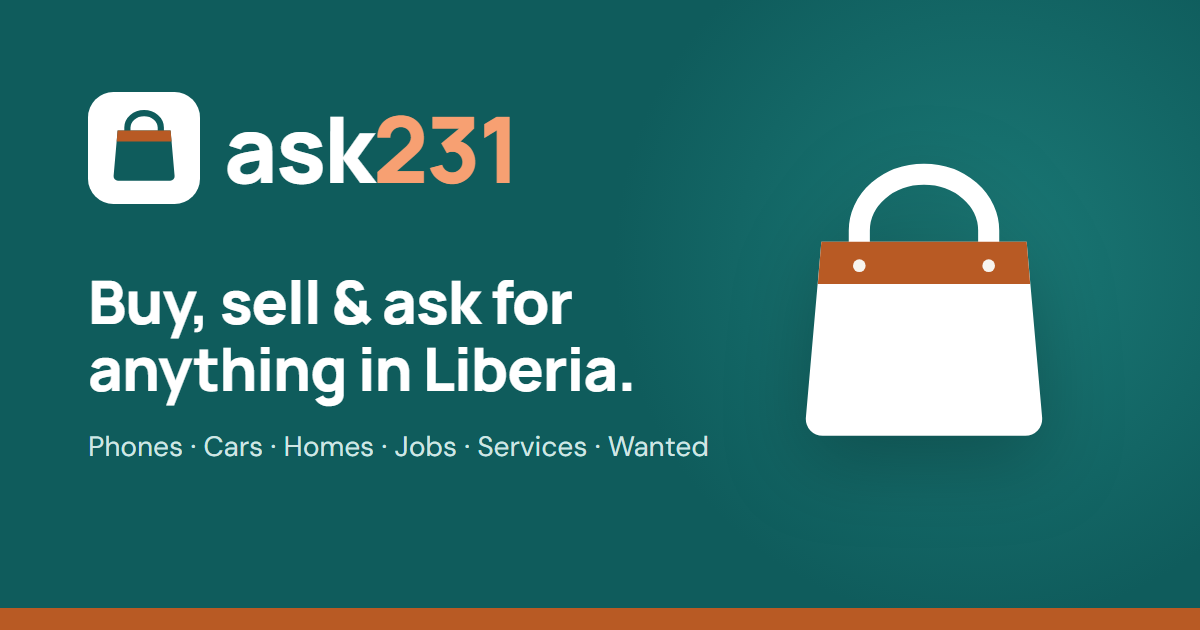 ask231
Buy, sell & ask for
anything in Liberia.
Phones · Cars · Homes · Jobs · Services · Wanted